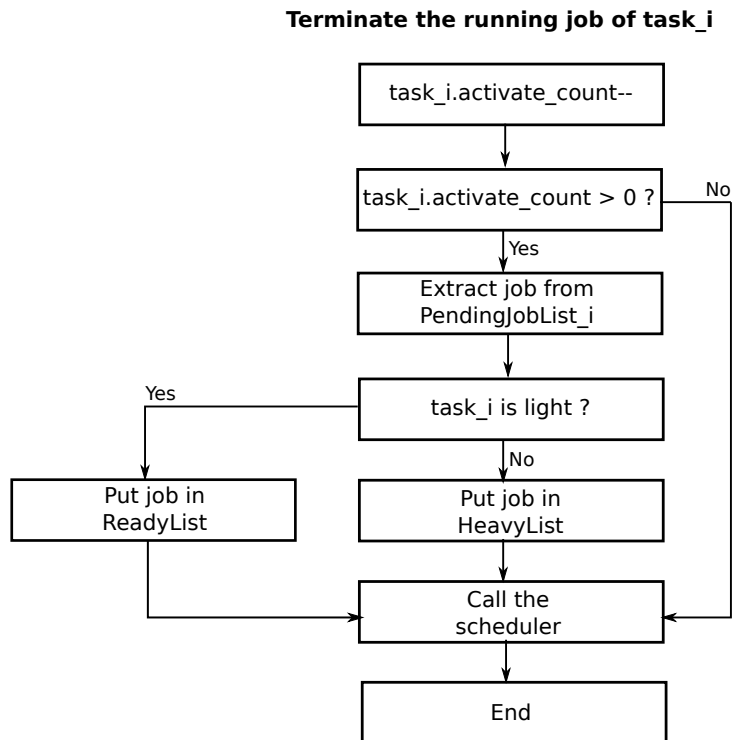 Terminate the running job of task_i
task_i.activate_count--
task_i.activate_count > 0 ?
No
Yes
Extract job from
PendingJobList_i
task_i is light ?
Yes
No
Put job in
ReadyList
Put job in
HeavyList
Call the
scheduler
End